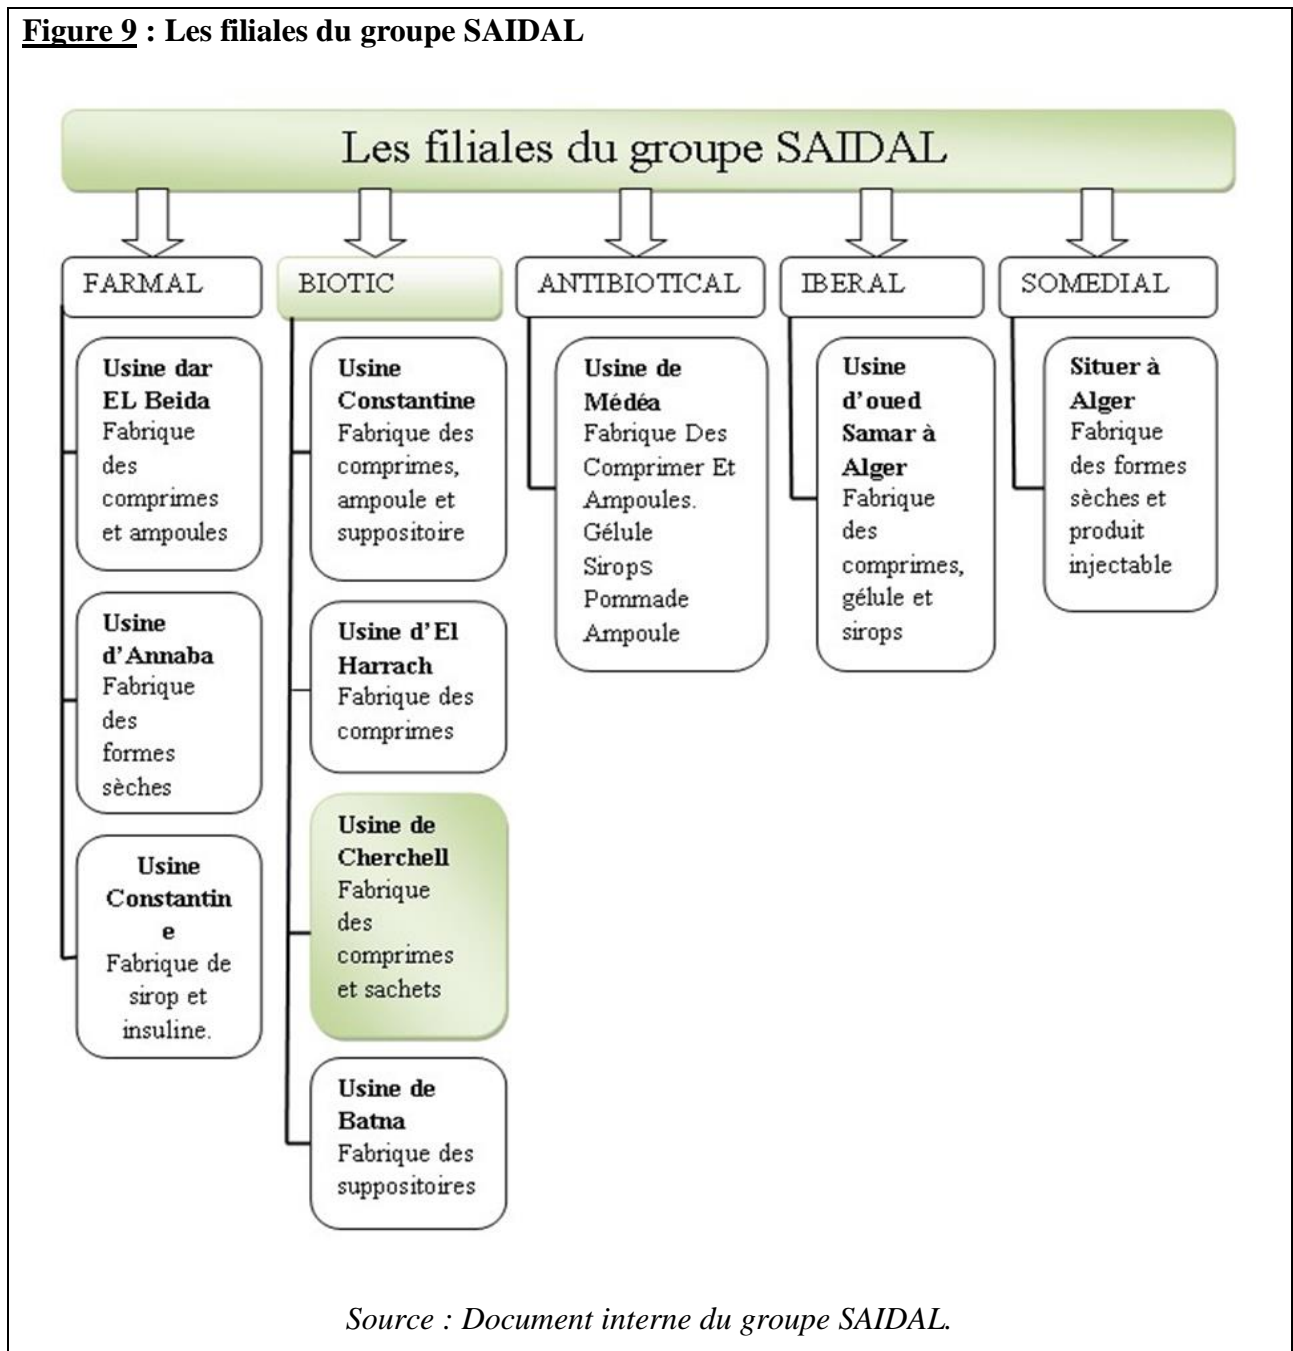 Figure 9 : Les filiales du groupe SAIDAL
Les filiales du groupe SAIDAL
FARMAL
Usine dar
EL Beida
Fabrique
des
comprimes
et ampoules
Usine
d'Annaba
Fabrique
des
formes
sèches
Usine
Constantin
e
Fabrique de
sirop et
insuline.
BIOTIC
Usine
Constantine
Fabrique des
comprimes,
ampoule et
suppositoire
Usine d'El
Harrach
Fabrique des
comprimes
Usine de
Cherchell
Fabrique
des
comprimes
et sachets
Usine de
Batna
Fabrique des
suppositoires
ANTIBIOTICAL
Usine de
Médéa
Fabrique Des
Comprimer Et
Ampoules.
Gélule
Sirops
Pommade
Ampoule
IBERAL
Usine
d'oued
Samar à
Alger
Fabrique
des
comprimes,
gélule et
sirops
SOMEDIAL
Situer à
Alger
Fabrique
des formes
sèches et
produit
injectable
Source : Document interne du groupe SAIDAL.